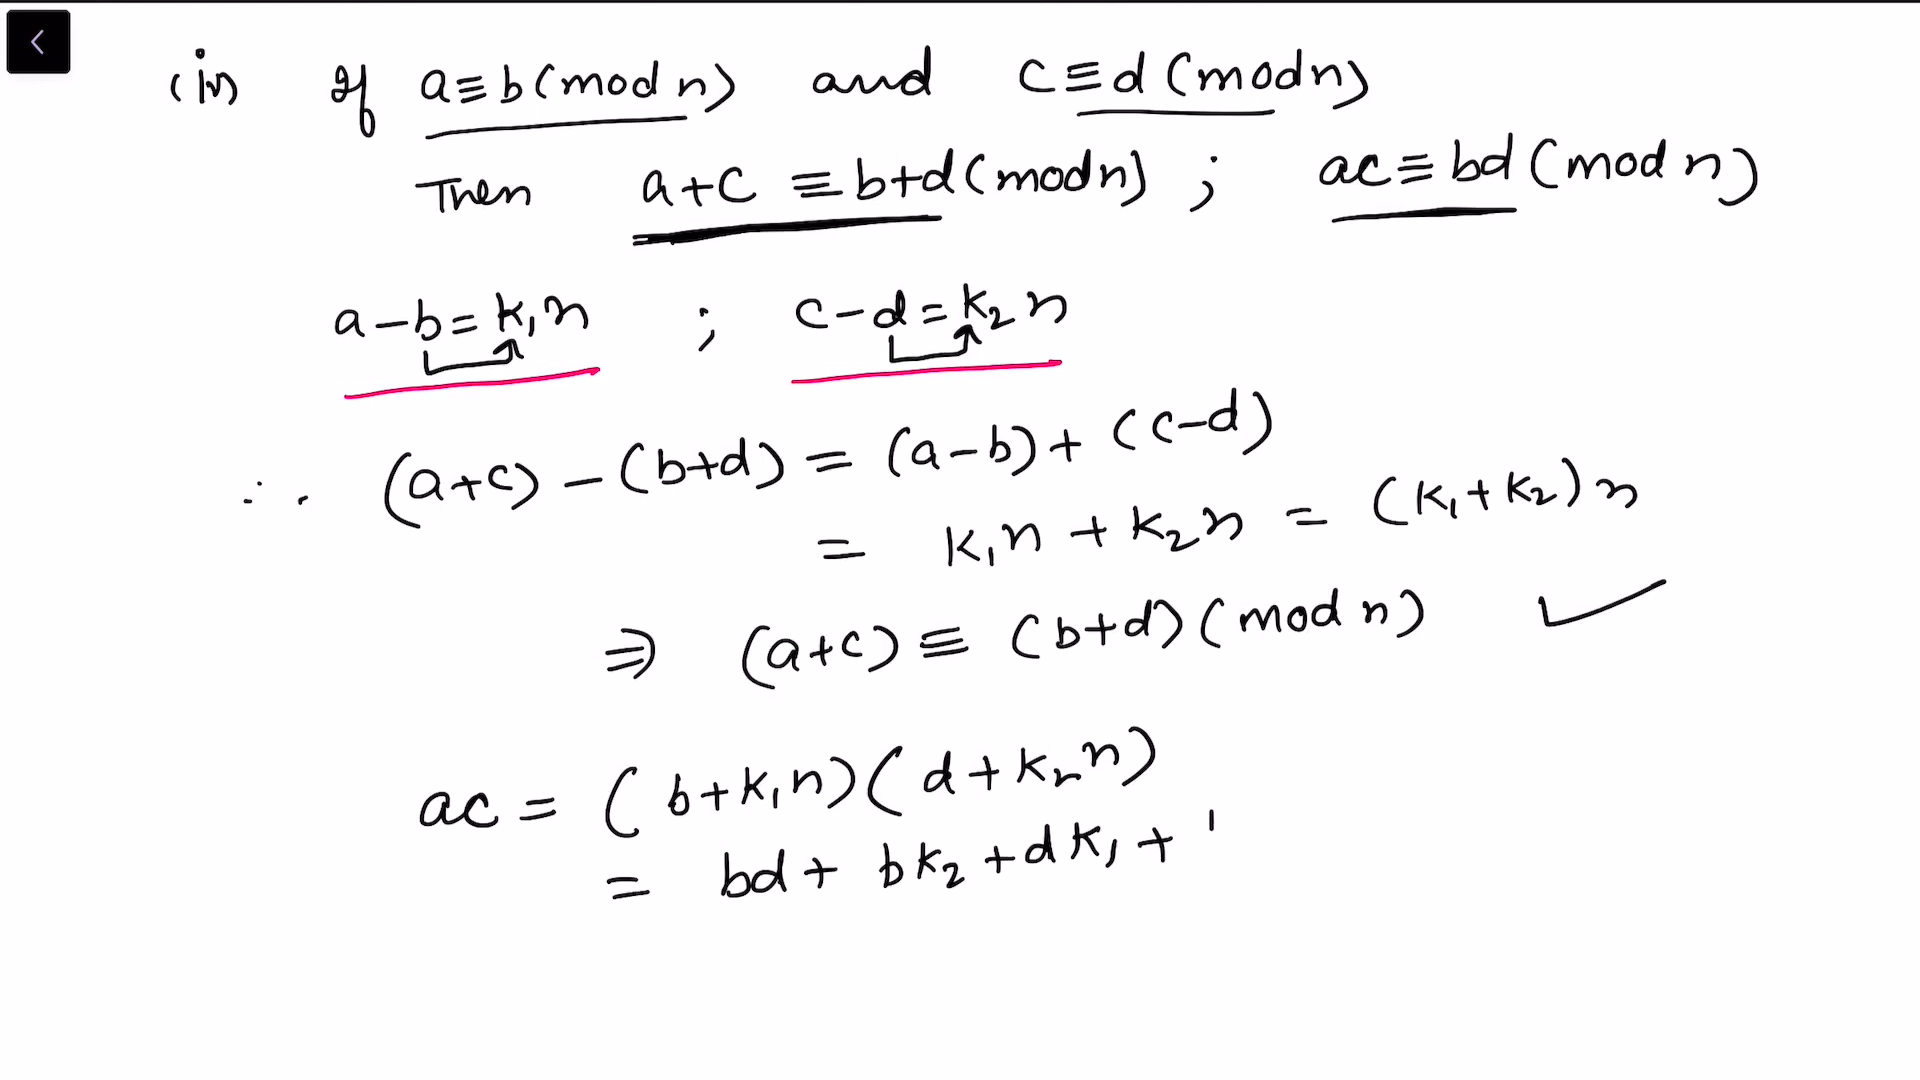 (iv) If a≡b(mod n) and c≡d (mod n)
Then a+c ≡ b+d(mod n) ; ac≡ bd (mod n)
a-b=k₁n ; c-d=k₂n
∴ (a+c) - (b+d) = (a-b)+(c-d)
= k₁n + k₂n = (k₁+k₂)n
⇒ (a+c) ≡ (b+d)(mod n) ✓
ac = (b+k₁n)(d+k₂n)
= bd+ bk₂+dk₁+